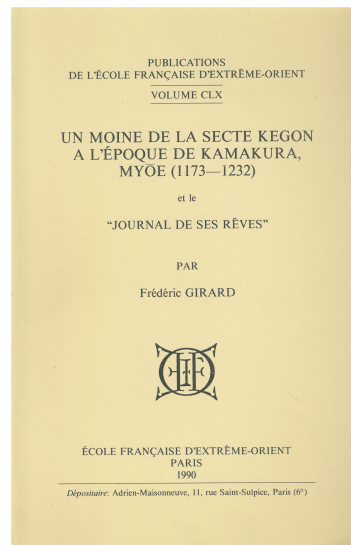 PUBLICATIONS
DE L'ÉCOLE FRANÇAISE D'EXTRÊME-ORIENT
VOLUME CLX
UN MOINE DE LA SECTE KEGON
A L'ÉPOQUE DE KAMAKURA,
MYŌE (1173—1232)
et le
"JOURNAL DE SES RÊVES"
PAR
Frédéric GIRARD
ÉCOLE FRANÇAISE D'EXTRÊME-ORIENT
PARIS
1990
Dépositaire: Adrien-Maisonneuve, 11, rue Saint-Sulpice, Paris (6°)